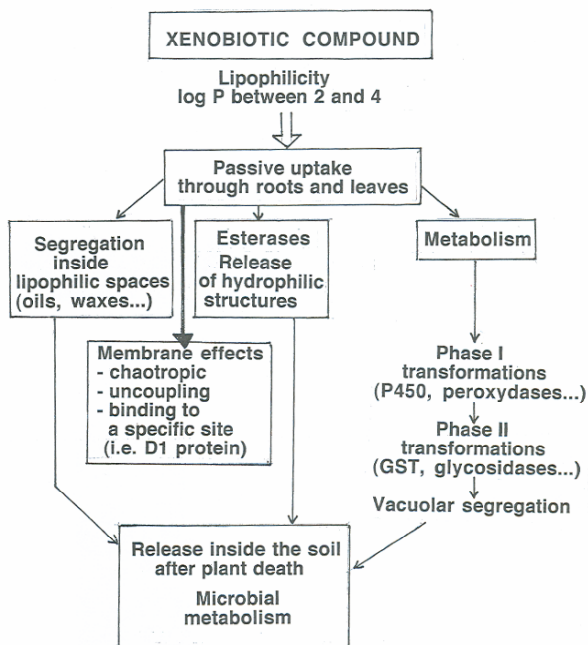 XENOBIOTIC COMPOUND
Lipophilicity
log P between 2 and 4
Passive uptake
through roots and leaves
Segregation
inside
lipophilic spaces
(oils, waxes...)
Esterases
Release
of hydrophilic
structures
Metabolism
Membrane effects
- chaotropic
- uncoupling
- binding to
a specific site
(i.e. D1 protein)
Phase I
transformations
(P450, peroxydases...)
Phase II
transformations
(GST, glycosidases...)
Vacuolar segregation
Release inside the soil
after plant death
Microbial
metabolism